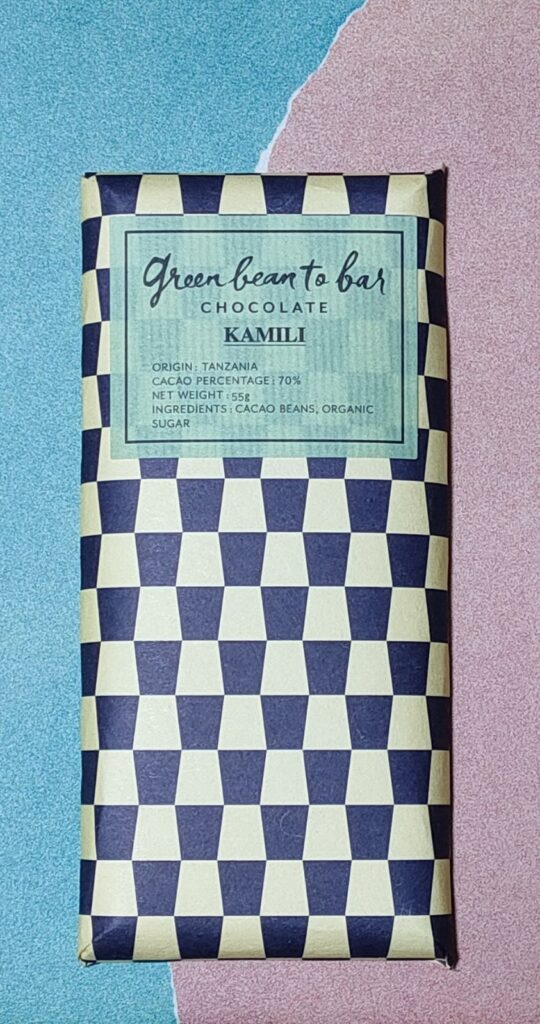 green bean to bar
CHOCOLATE
KAMILI
ORIGIN : TANZANIA
CACAO PERCENTAGE : 70%
NET WEIGHT : 55g
INGREDIENTS : CACAO BEANS, ORGANIC
SUGAR